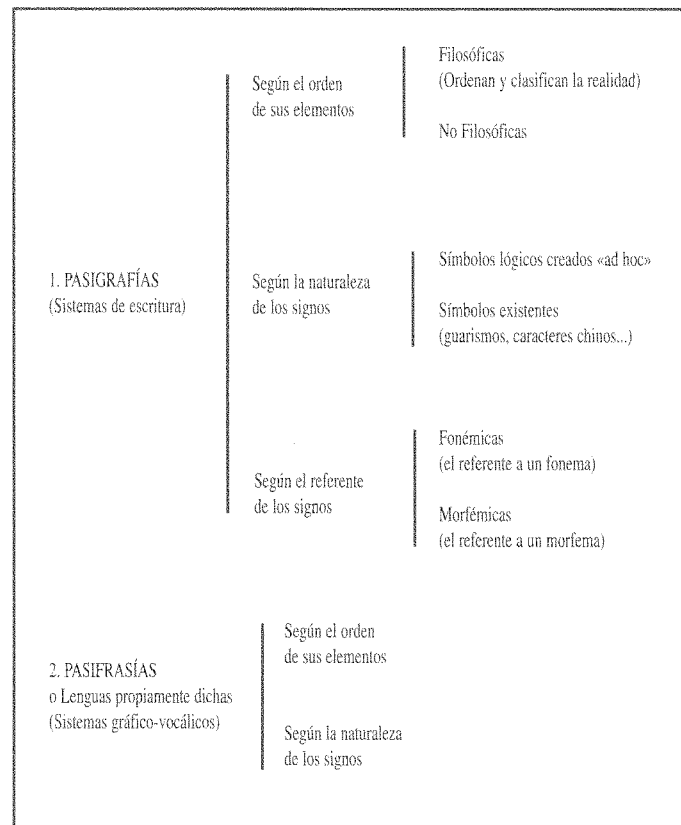 1. PASIGRAFÍAS
(Sistemas de escritura)
Según el orden
de sus elementos
Filosóficas
(Ordenan y clasifican la realidad)
No Filosóficas
Según la naturaleza
de los signos
Símbolos lógicos creados «ad hoc»
Símbolos existentes
(guarismos, caracteres chinos...)
Según el referente
de los signos
Fonémicas
(el referente a un fonema)
Morfémicas
(el referente a un morfema)
2. PASIFRASÍAS
o Lenguas propiamente dichas
(Sistemas gráfico-vocálicos)
Según el orden
de sus elementos
Según la naturaleza
de los signos